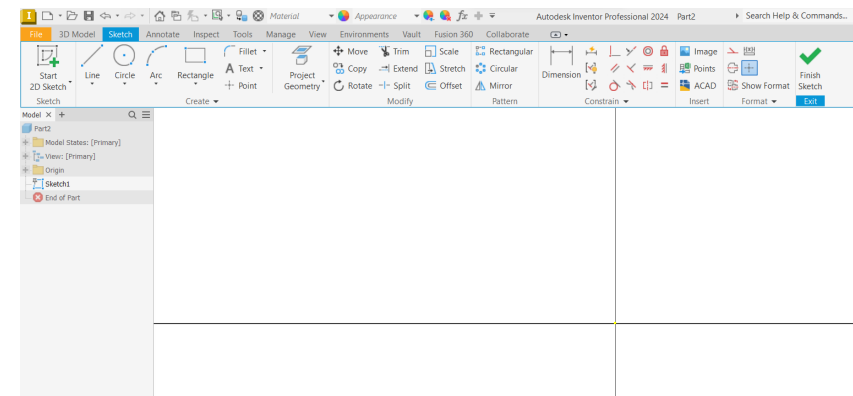 I Material Appearance fx Autodesk Inventor Professional 2024 Part2 Search Help & Commands...
File 3D Model Sketch Annotate Inspect Tools Manage View Environments Vault Fusion 360 Collaborate
Start 2D Sketch
Line
Circle
Arc
Rectangle
Fillet
A Text
Point
Project Geometry
Move Trim Scale
Copy Extend Stretch
Rotate Split Offset
Rectangular
Circular
Mirror
Dimension
Image
Points
ACAD
Show Format
Finish Sketch
Sketch Create Modify Pattern Constrain Insert Format Exit
Model × +
Part2
Model States: [Primary]
View: [Primary]
Origin
Sketch1
End of Part